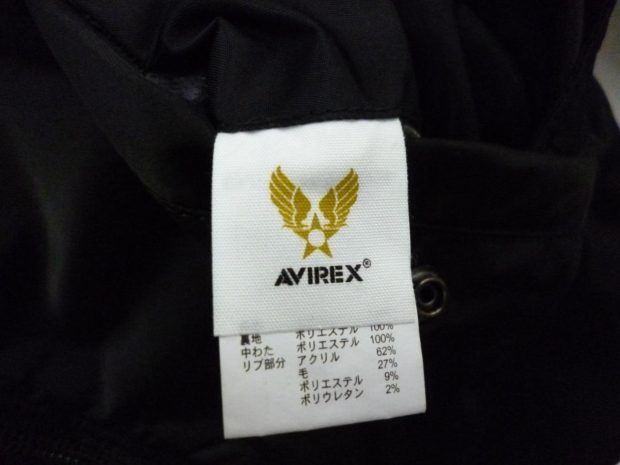 AVIREX®
裏地 ポリエステル 100%
中わた ポリエステル 100%
リブ部分 アクリル 62%
毛 27%
ポリエステル 9%
ポリウレタン 2%